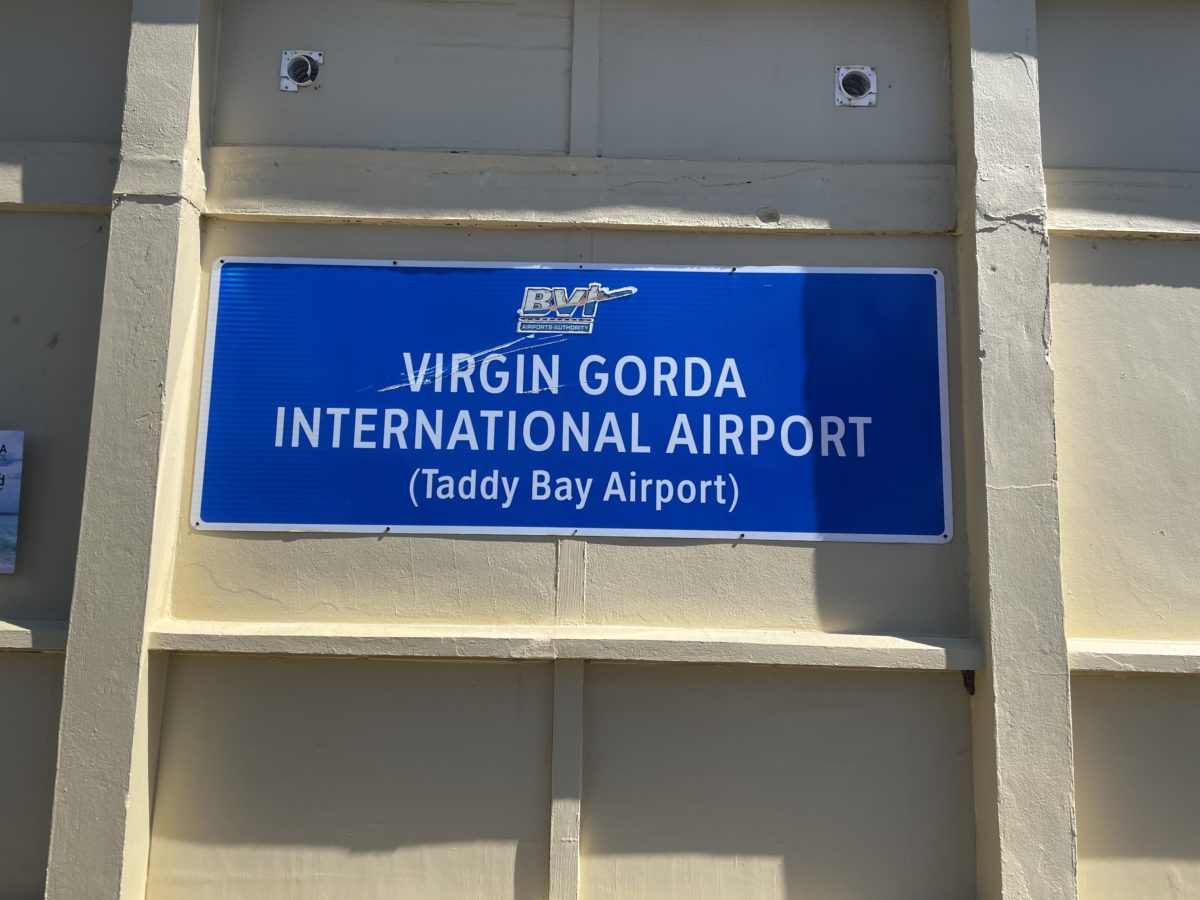 BVI
AIRPORTS AUTHORITY
VIRGIN GORDA
INTERNATIONAL AIRPORT
(Taddy Bay Airport)